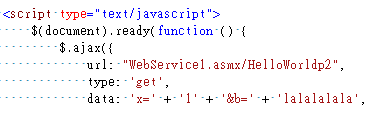 <script type="text/javascript">
$(document).ready(function () {
$.ajax({
url: "WebService1.asmx/HelloWorldp2",
type: 'get',
data: 'x=' + '1' + '&b=' + 'lalalalala',